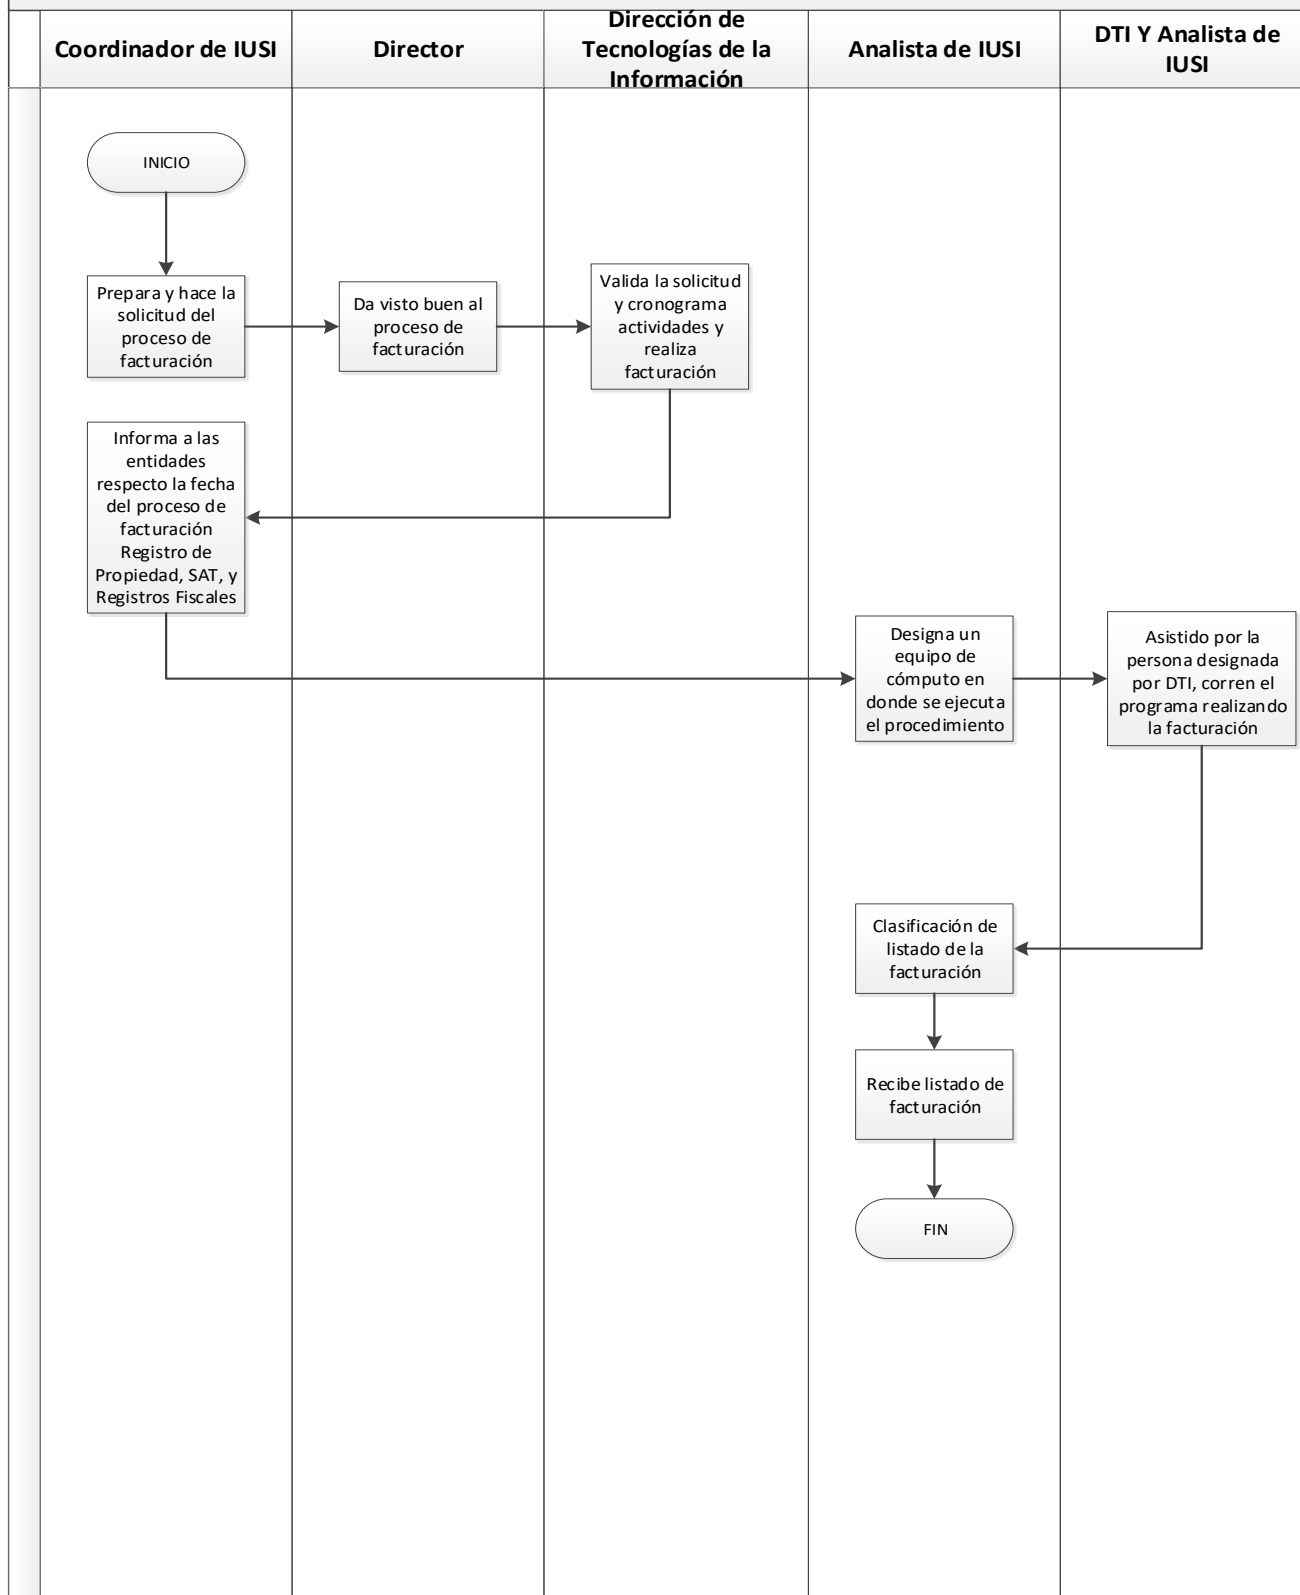 Coordinador de IUSI
Director
Dirección de
Tecnologías de la
Información
Analista de IUSI
DTI Y Analista de
IUSI
INICIO
Prepara y hace la
solicitud del
proceso de
facturación
Da visto buen al
proceso de
facturación
Valida la solicitud
y cronograma
actividades y
realiza
facturación
Informa a las
entidades
respecto la fecha
del proceso de
facturación
Registro de
Propiedad, SAT, y
Registros Fiscales
Designa un
equipo de
cómputo en
donde se ejecuta
el procedimiento
Asistido por la
persona designada
por DTI, corren el
programa realizando
la facturación
Clasificación de
listado de la
facturación
Recibe listado de
facturación
FIN